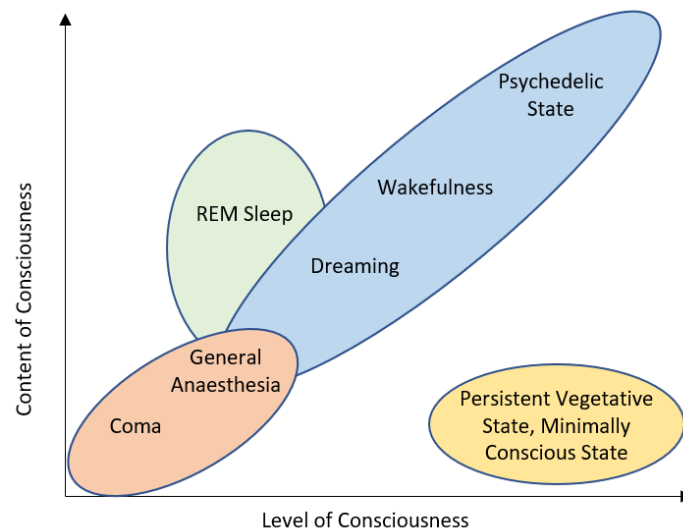 Psychedelic
State
Wakefulness
REM Sleep
Dreaming
General
Anaesthesia
Coma
Persistent Vegetative
State, Minimally
Conscious State
Content of Consciousness
Level of Consciousness